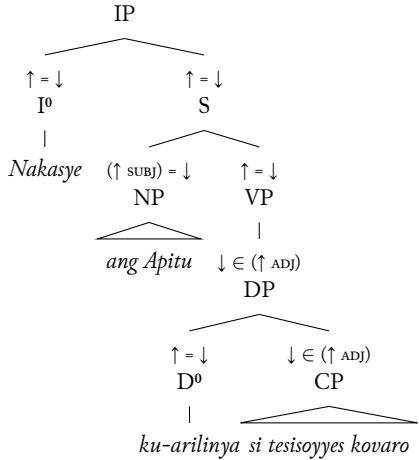 IP
↑ = ↓ ↑ = ↓
I⁰ S
Nakasye (↑ SUBJ) = ↓ ↑ = ↓
NP VP
ang Apitu ↓ ∈ (↑ ADJ)
DP
↑ = ↓ ↓ ∈ (↑ ADJ)
D⁰ CP
ku-arilinya si tesisoyyes kovaro